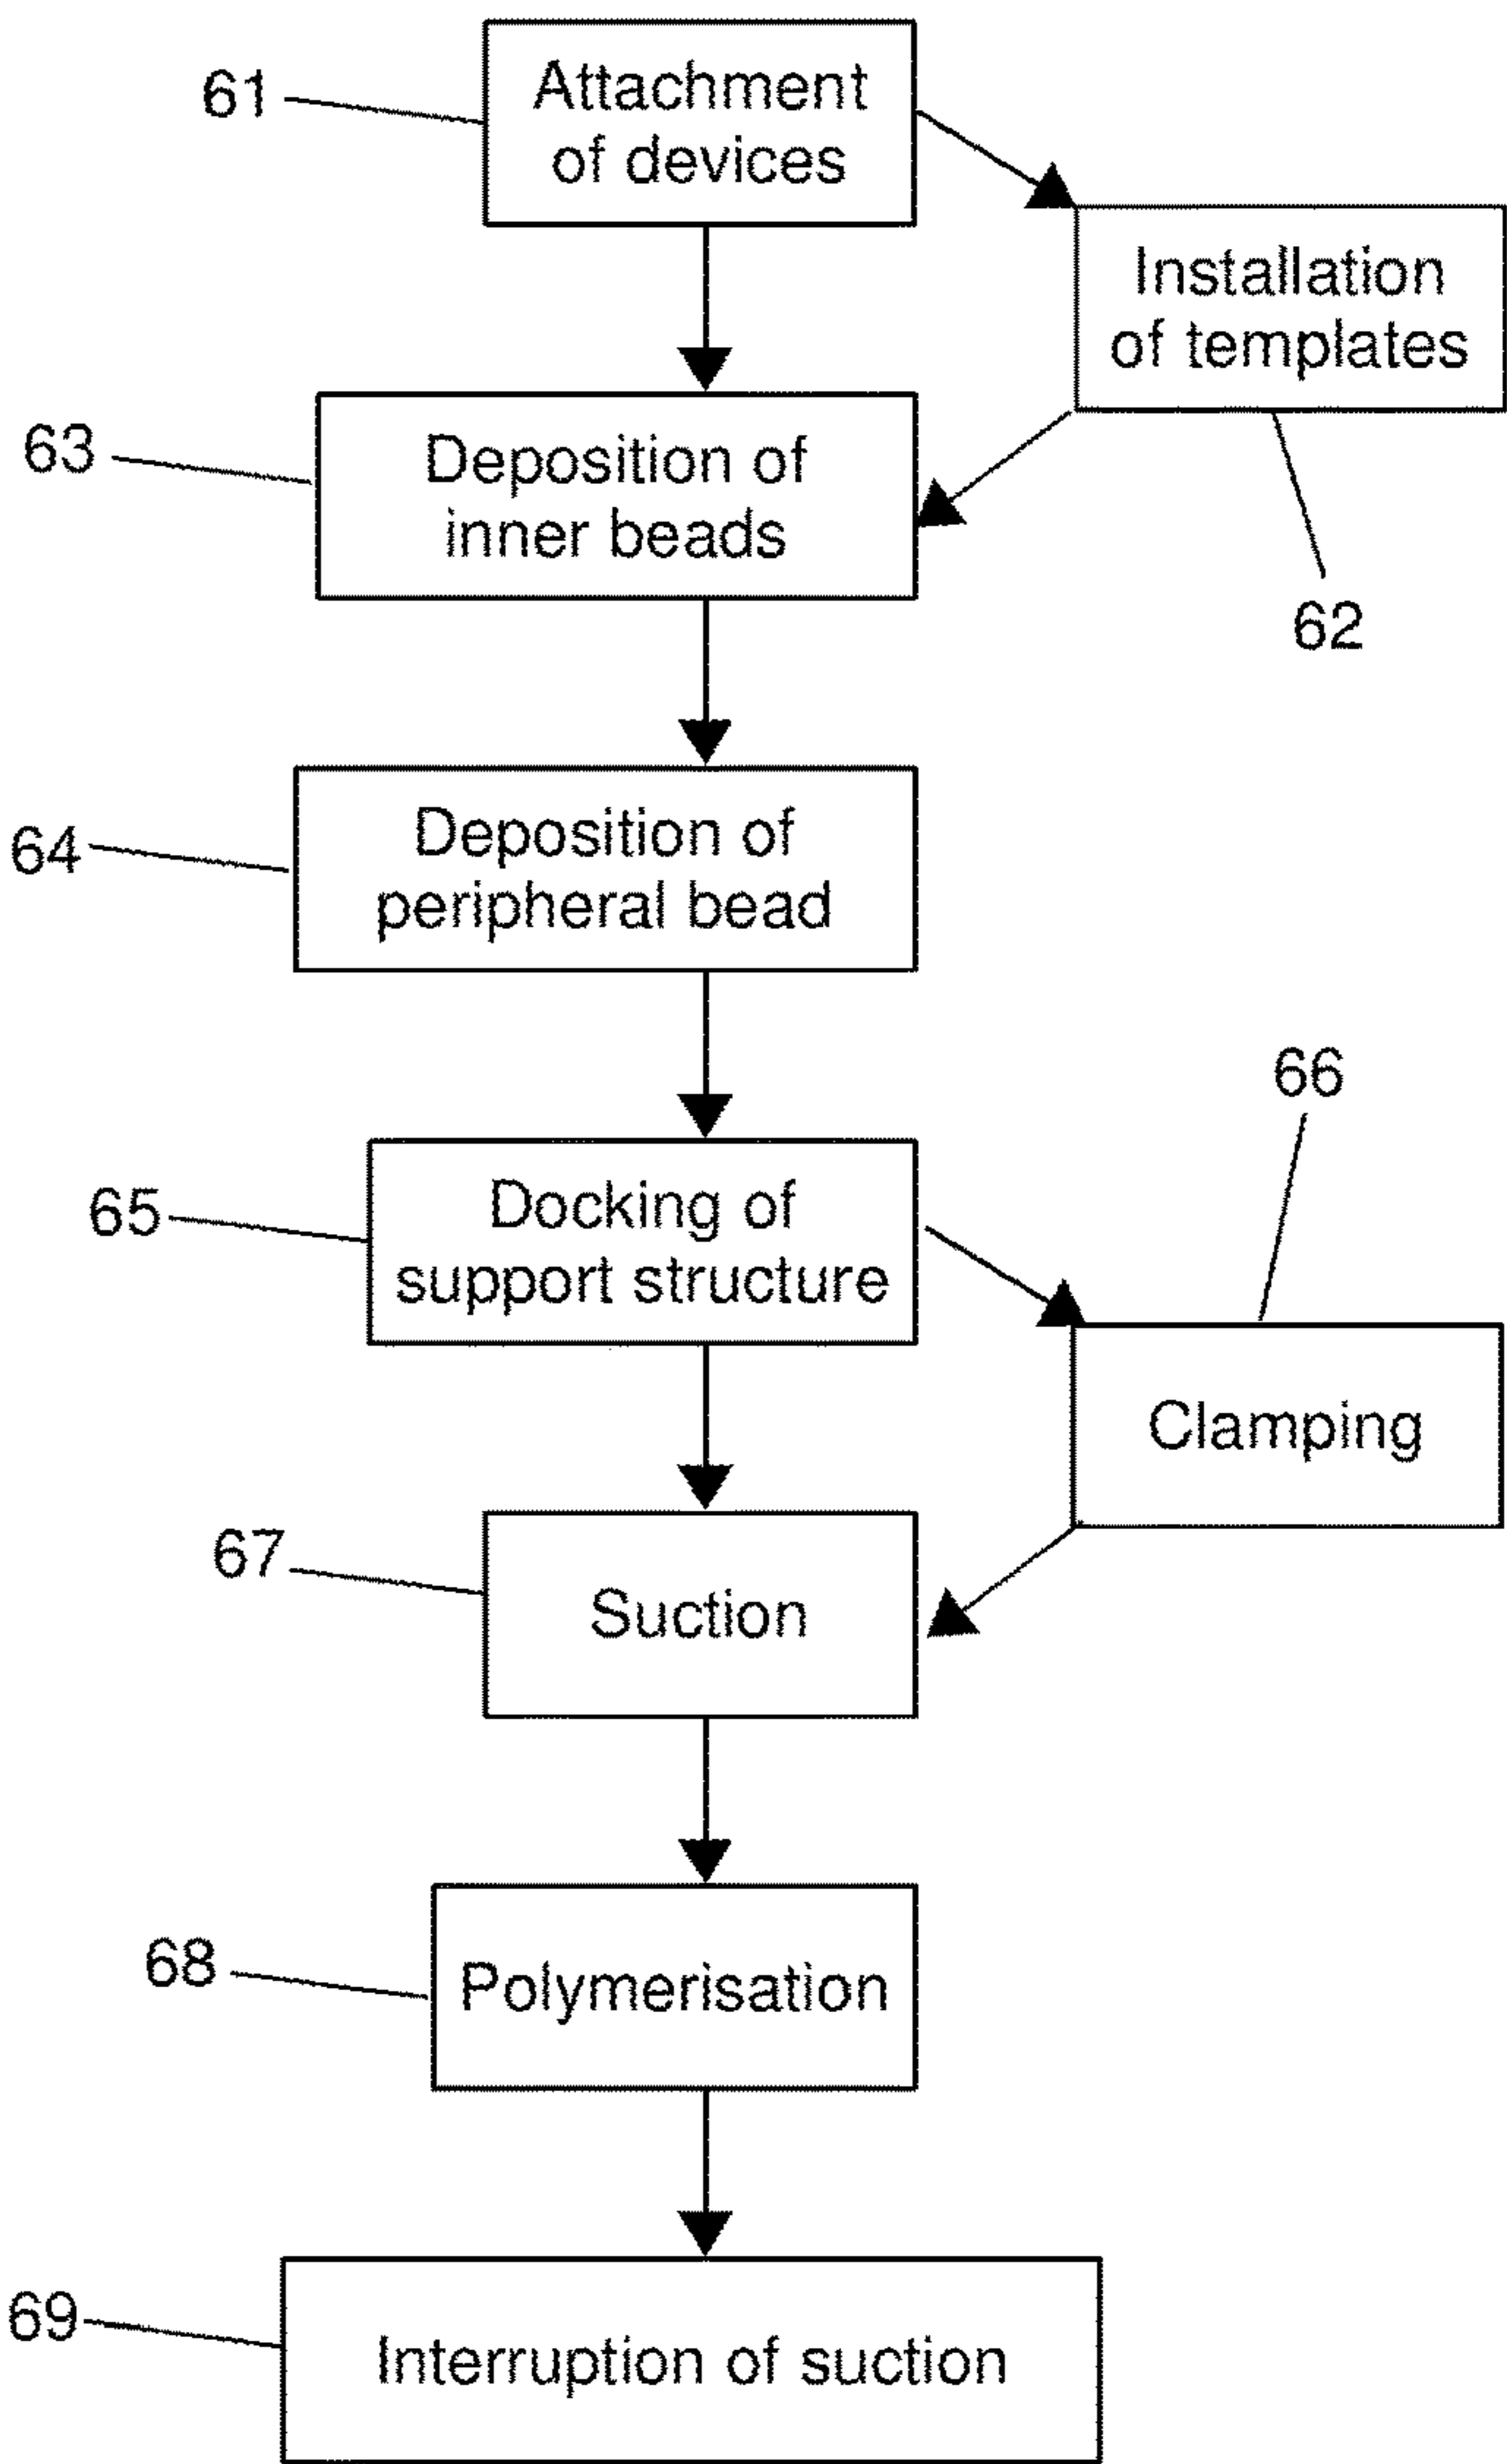 61
Attachment
of devices
Installation
of templates
62
63
Deposition of
inner beads
64
Deposition of
peripheral bead
65
Docking of
support structure
66
Clamping
67
Suction
68
Polymerisation
69
Interruption of suction